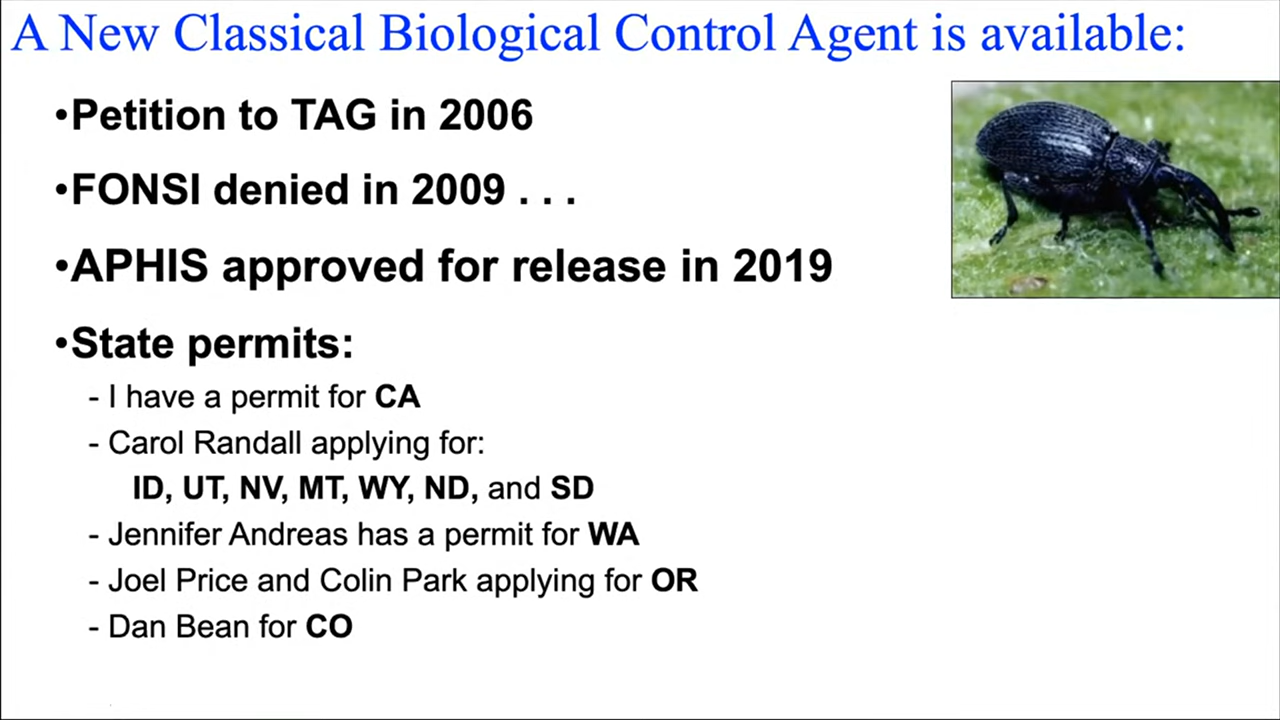 A New Classical Biological Control Agent is available:
•Petition to TAG in 2006
•FONSI denied in 2009 . . .
•APHIS approved for release in 2019
•State permits:
- I have a permit for CA
- Carol Randall applying for:
ID, UT, NV, MT, WY, ND, and SD
- Jennifer Andreas has a permit for WA
- Joel Price and Colin Park applying for OR
- Dan Bean for CO